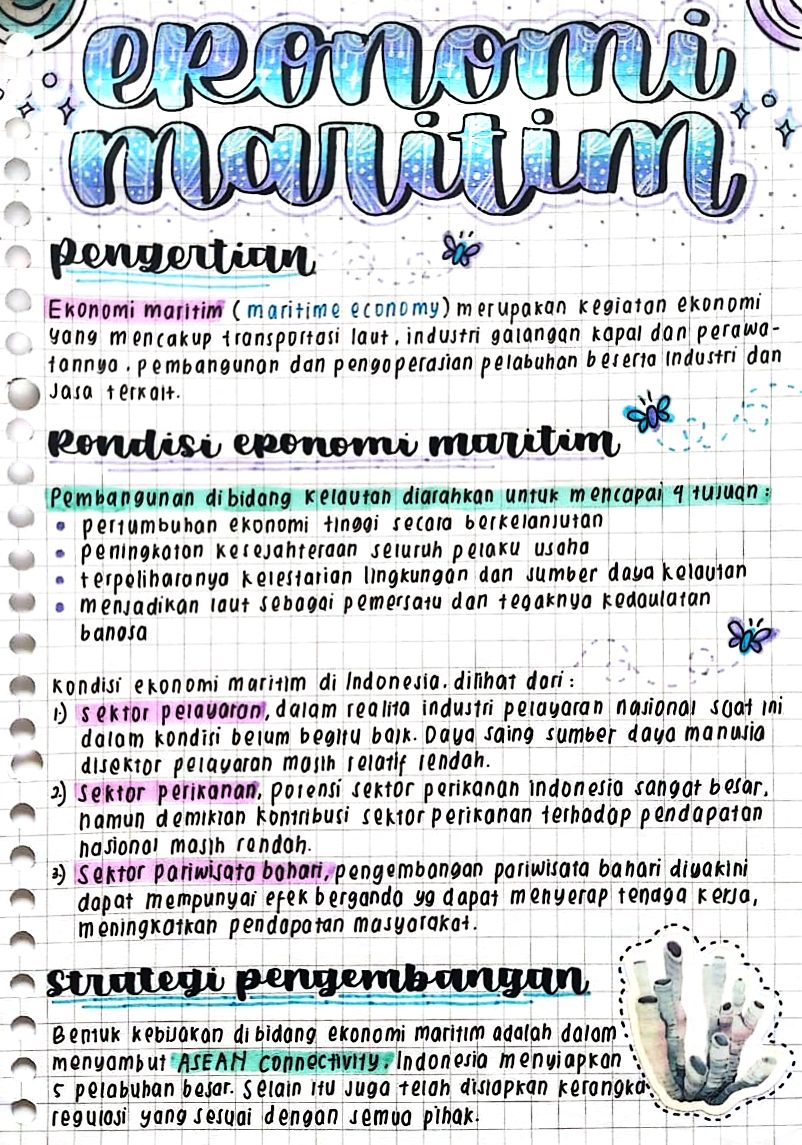 ekonomi
maritim
pengertian
Ekonomi maritim (maritime economy) merupakan kegiatan ekonomi
yang mencakup transportasi laut, industri galangan kapal dan perawa-
tannya, pembangunan dan pengoperasian pelabuhan beserta industri dan
Jasa terkait.
kondisi ekonomi maritim
Pembangunan dibidang kelautan diarahkan untuk mencapai 4 tujuan :
• pertumbuhan ekonomi tinggi secara berkelanjutan
• peningkatan kesejahteraan seluruh pelaku usaha
• terpeliharanya kelestarian lingkungan dan sumber daya kelautan
• menjadikan laut sebagai pemersatu dan tegaknya kedaulatan
bangsa
Kondisi ekonomi maritim di Indonesia, dilihat dari :
1) sektor pelayaran, dalam realita industri pelayaran nasional saat ini
dalam kondisi belum begitu baik. Daya saing sumber daya manusia
disektor pelayaran masih relatif rendah.
2) Sektor perikanan, potensi sektor perikanan indonesia sangat besar,
namun demikian kontribusi sektor perikanan terhadap pendapatan
nasional masih rendah.
3) Sektor pariwisata bahari, pengembangan pariwisata bahari diyakini
dapat mempunyai efek berganda yg dapat menyerap tenaga kerja,
meningkatkan pendapatan masyarakat.
strategi pengembangan
Bentuk kebijakan dibidang ekonomi maritim adalah dalam
menyambut ASEAN Connectivity, Indonesia menyiapkan
5 pelabuhan besar. Selain itu juga telah disiapkan kerangka
regulasi yang sesuai dengan semua pihak.